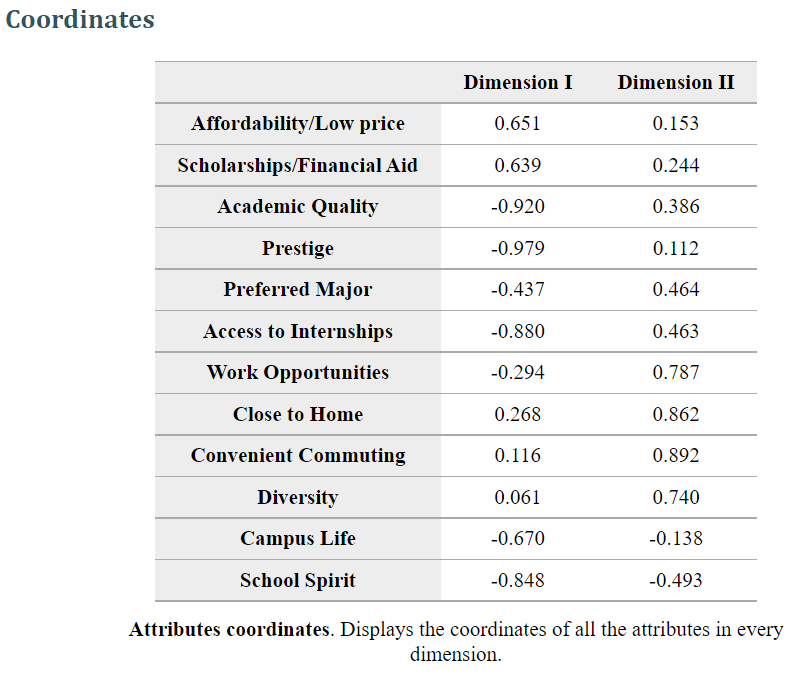 Coordinates
Dimension I Dimension II
Affordability/Low price 0.651 0.153
Scholarships/Financial Aid 0.639 0.244
Academic Quality -0.920 0.386
Prestige -0.979 0.112
Preferred Major -0.437 0.464
Access to Internships -0.880 0.463
Work Opportunities -0.294 0.787
Close to Home 0.268 0.862
Convenient Commuting 0.116 0.892
Diversity 0.061 0.740
Campus Life -0.670 -0.138
School Spirit -0.848 -0.493
Attributes coordinates. Displays the coordinates of all the attributes in every
dimension.